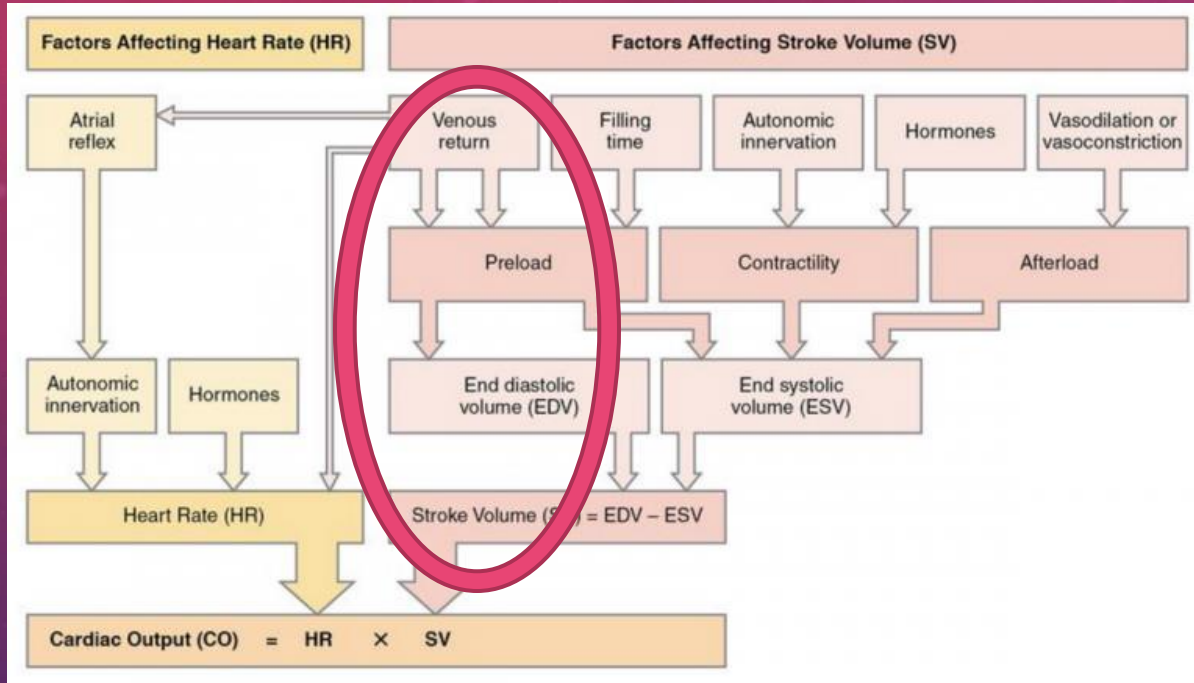 Factors Affecting Heart Rate (HR)
Factors Affecting Stroke Volume (SV)
Atrial
reflex
Venous
return
Filling
time
Autonomic
innervation
Hormones
Vasodilation or
vasoconstriction
Preload
Contractility
Afterload
Autonomic
innervation
Hormones
End diastolic
volume (EDV)
End systolic
volume (ESV)
Heart Rate (HR)
Stroke Volume = EDV – ESV
Cardiac Output (CO) = HR × SV